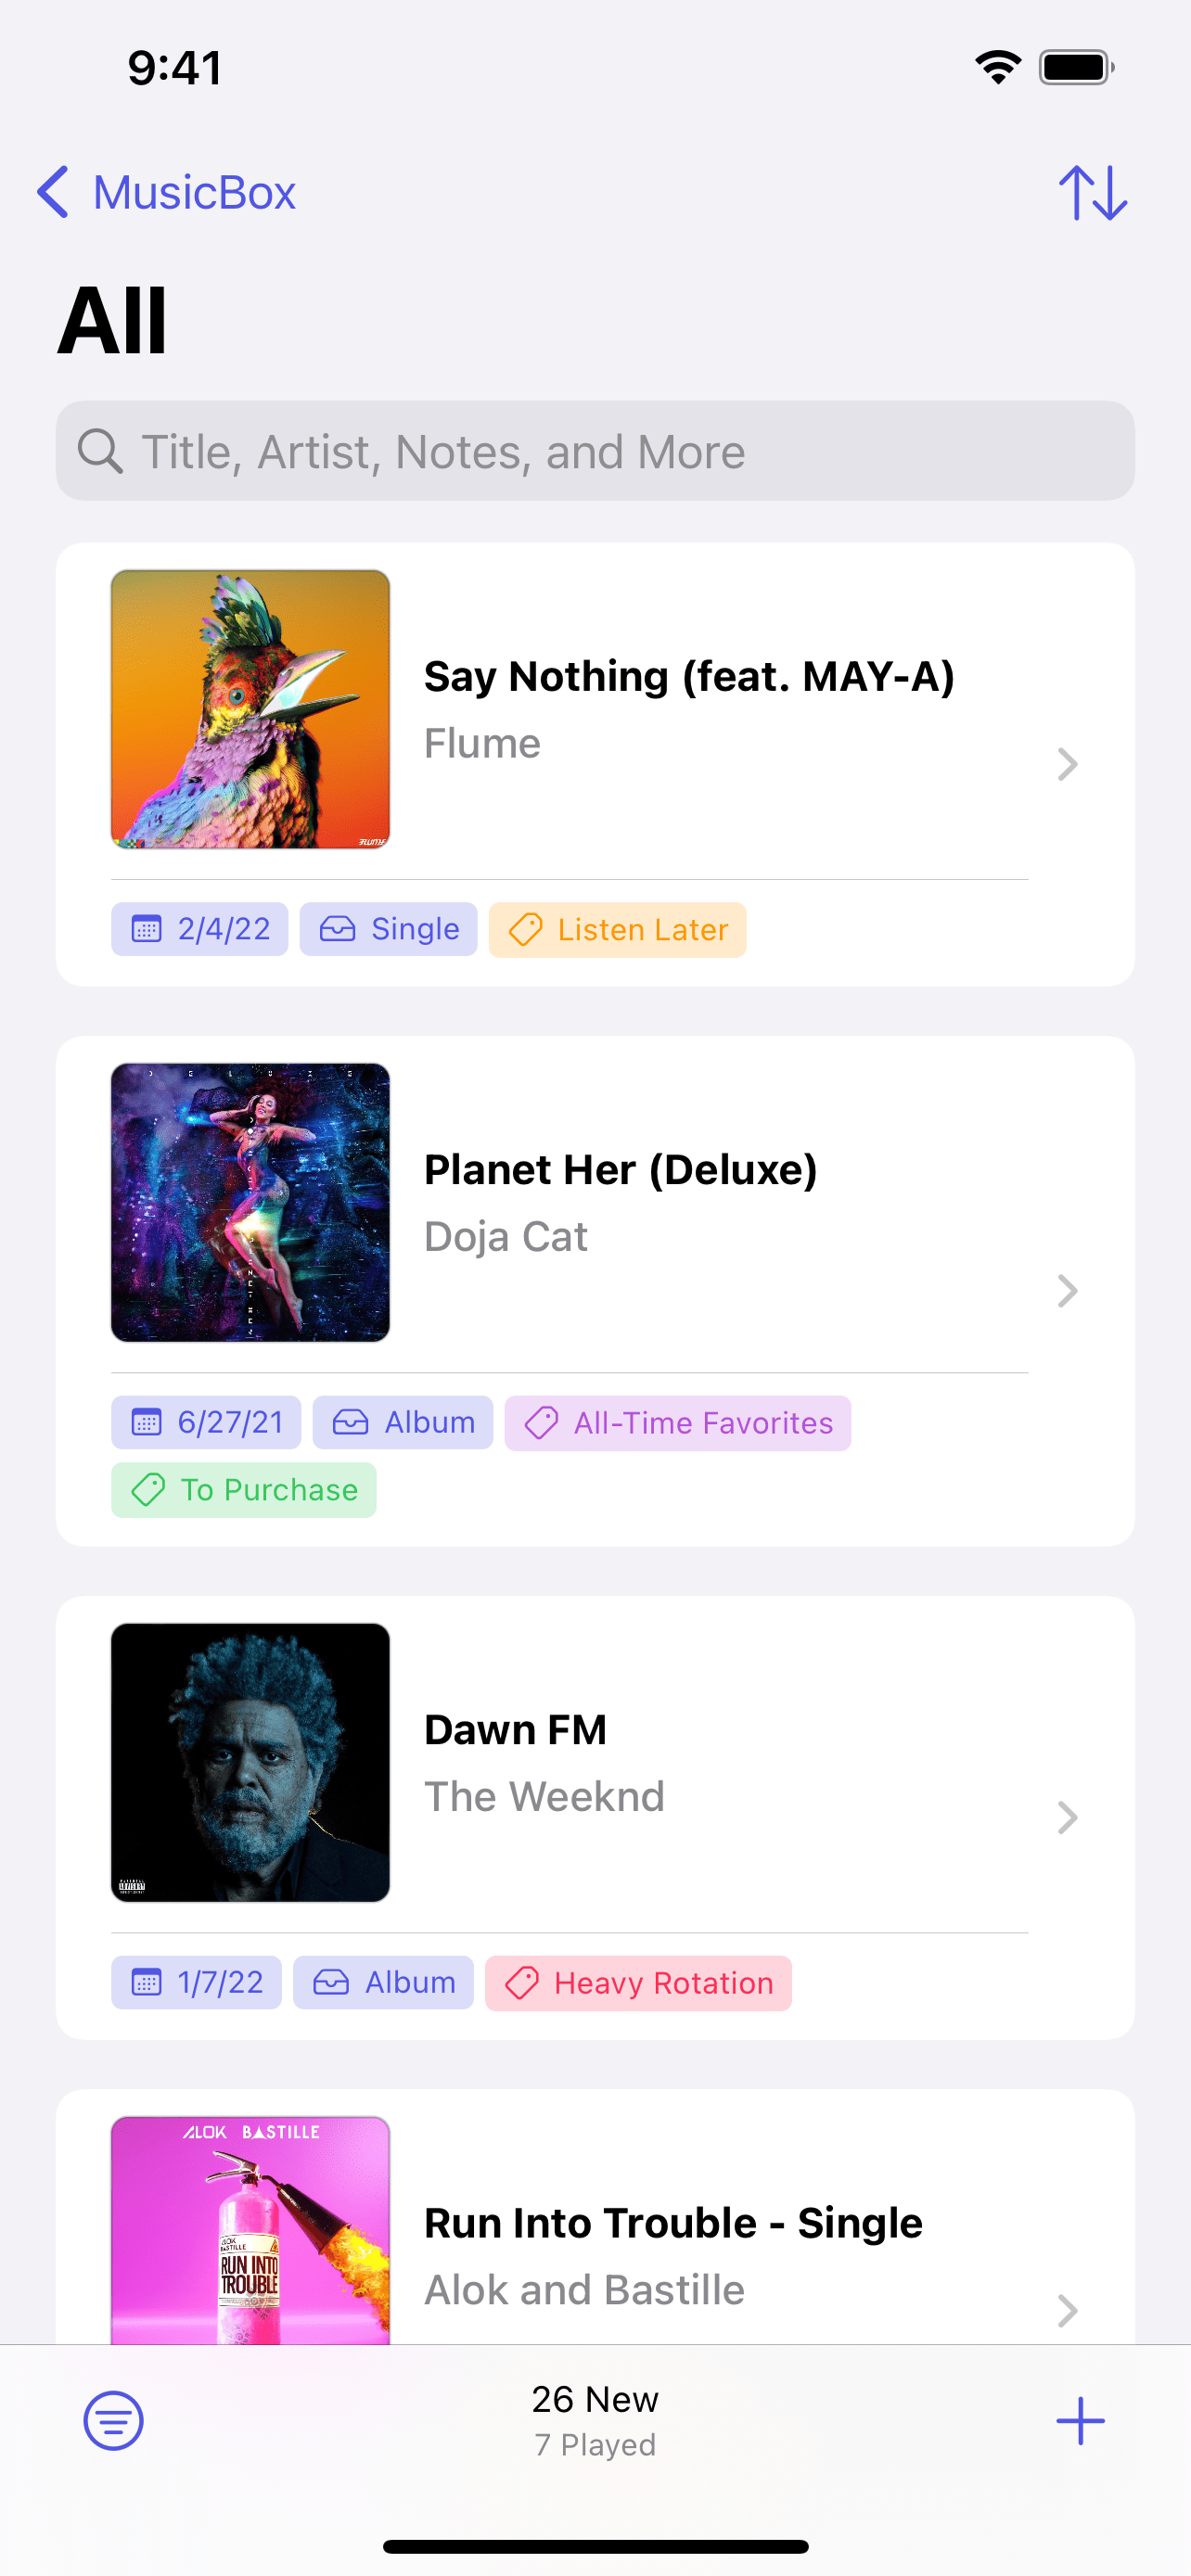 9:41
MusicBox
All
Title, Artist, Notes, and More
Say Nothing (feat. MAY-A)
Flume
FLUME
2/4/22 Single Listen Later
DELUXE
Planet Her (Deluxe)
Doja Cat
6/27/21 Album All-Time Favorites
To Purchase
Dawn FM
The Weeknd
1/7/22 Album Heavy Rotation
ALOK BASTILLE
Run Into Trouble - Single
Alok and Bastille
ALOK
BASTILLE
RUN INTO
TROUBLE
26 New
7 Played